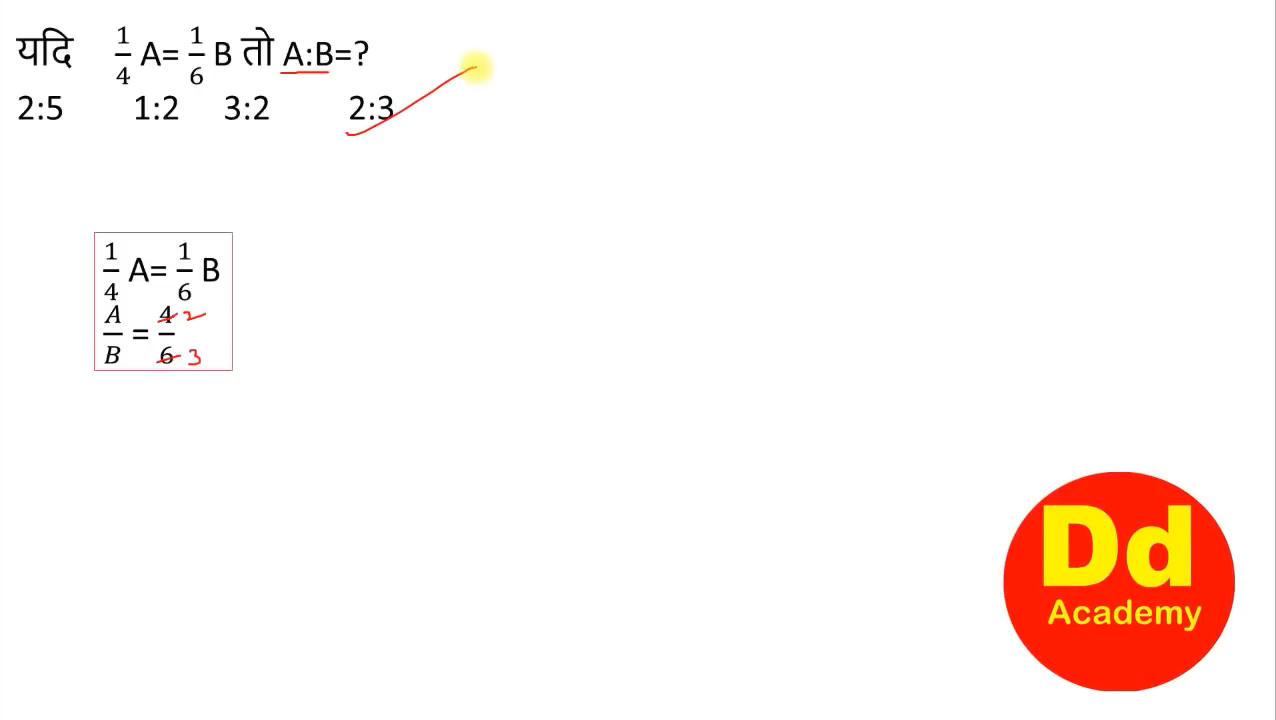 यदि 1/4 A= 1/6 B तो A:B=?
2:5 1:2 3:2 2:3
1/4 A= 1/6 B
A/B = 4/6
2
3
Dd
Academy